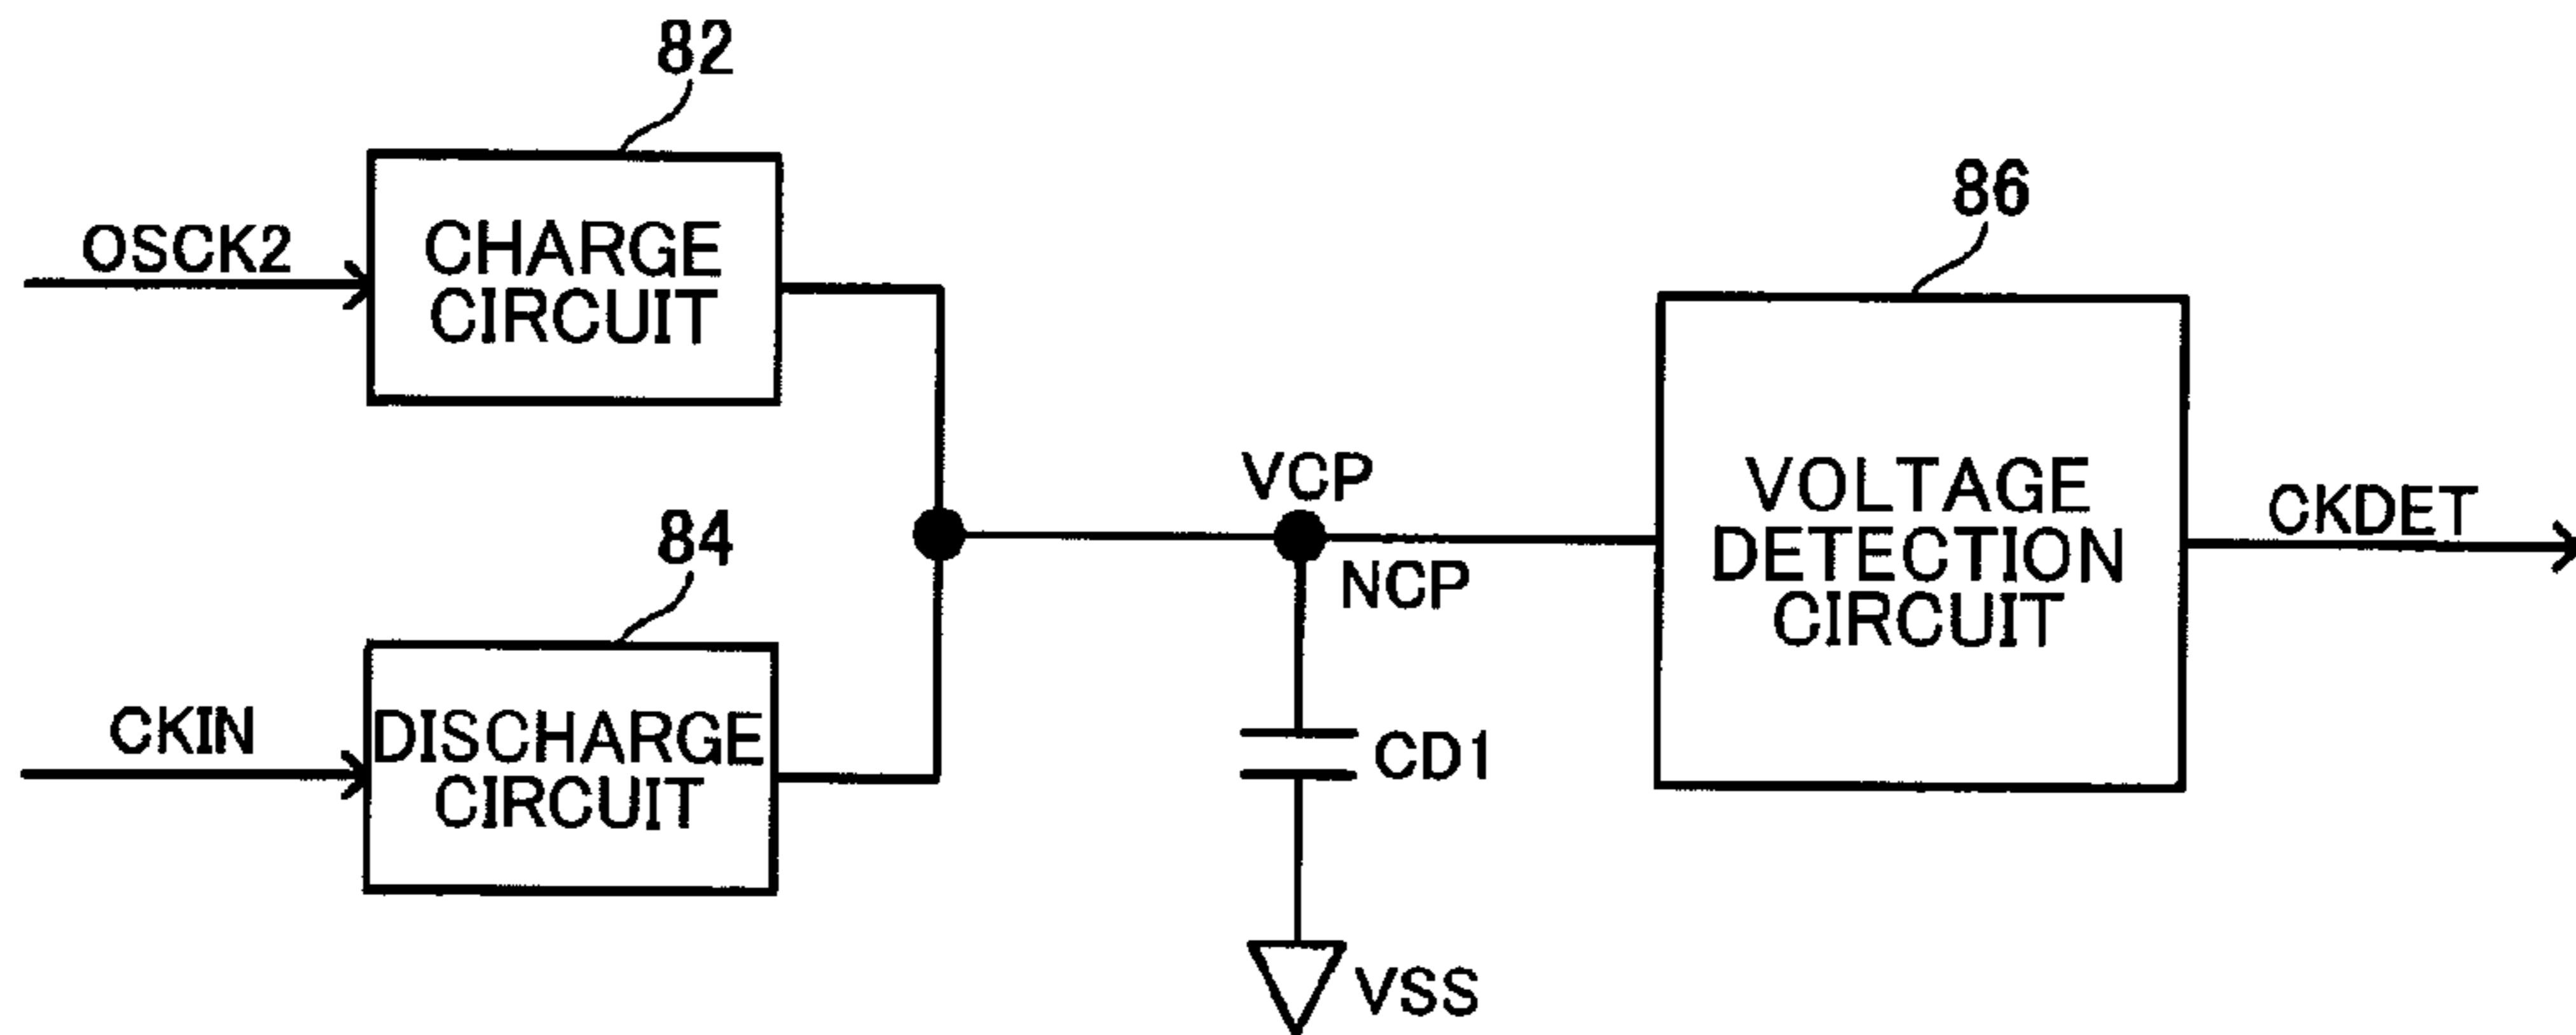 82
OSCK2
CHARGE
CIRCUIT
84
CKIN
DISCHARGE
CIRCUIT
VCP
NCP
CD1
VSS
86
VOLTAGE
DETECTION
CIRCUIT
CKDET